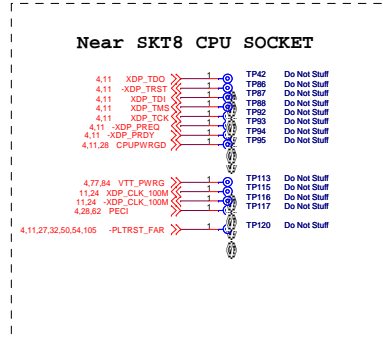 Near SKT8 CPU SOCKET
4,11 XDP_TDO 1 TP42 Do Not Stuff
4,11 -XDP_TRST 1 TP86 Do Not Stuff
4,11 XDP_TDI 1 TP87 Do Not Stuff
4,11 XDP_TMS 1 TP88 Do Not Stuff
4,11 XDP_TCK 1 TP92 Do Not Stuff
4,11 -XDP_PREQ 1 TP93 Do Not Stuff
4,11 -XDP_PRDY 1 TP94 Do Not Stuff
4,11,28 CPUPWRGD 1 TP95 Do Not Stuff
4,77,84 VTT_PWRG 1 TP113 Do Not Stuff
11,24 XDP_CLK_100M 1 TP115 Do Not Stuff
11,24 -XDP_CLK_100M 1 TP116 Do Not Stuff
4,28,62 PECI 1 TP117 Do Not Stuff
4,11,27,32,50,54,105 -PLTRST_FAR 1 TP120 Do Not Stuff